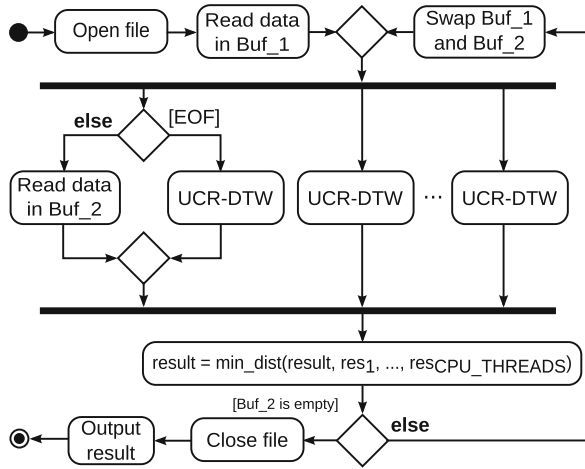 Open file
Read data
in Buf_1
Swap Buf_1
and Buf_2
else
[EOF]
Read data
in Buf_2
UCR-DTW
UCR-DTW
...
UCR-DTW
result = min_dist(result, res1, ..., resCPU_THREADS)
[Buf_2 is empty]
else
Output
result
Close file